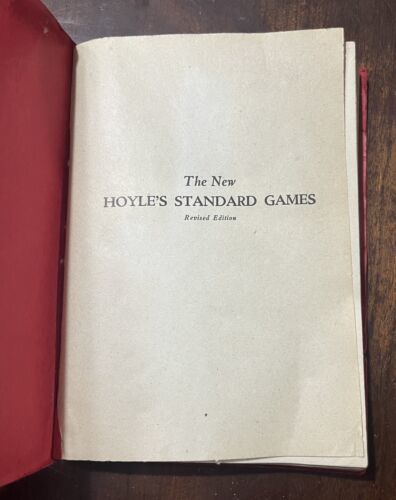 The New
HOYLE'S STANDARD GAMES
Revised Edition